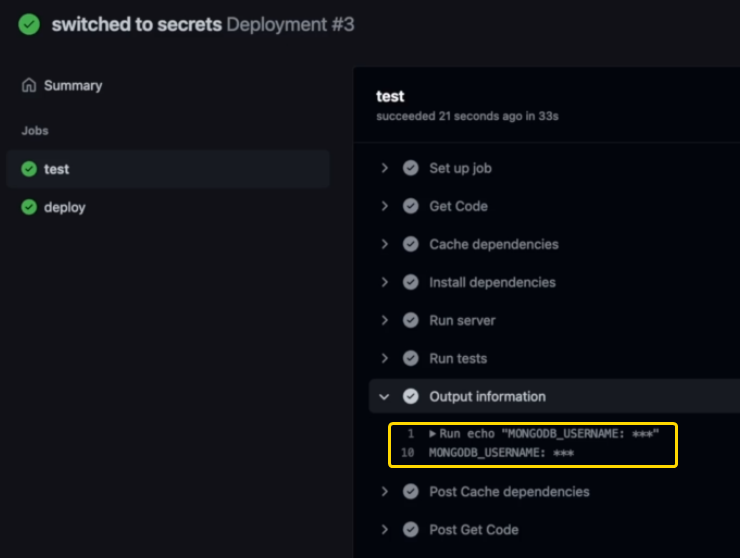 switched to secrets Deployment #3
Summary
Jobs
test
deploy
test
succeeded 21 seconds ago in 33s
Set up job
Get Code
Cache dependencies
Install dependencies
Run server
Run tests
Output information
1 ▶ Run echo "MONGODB_USERNAME: ***"
10 MONGODB_USERNAME: ***
Post Cache dependencies
Post Get Code